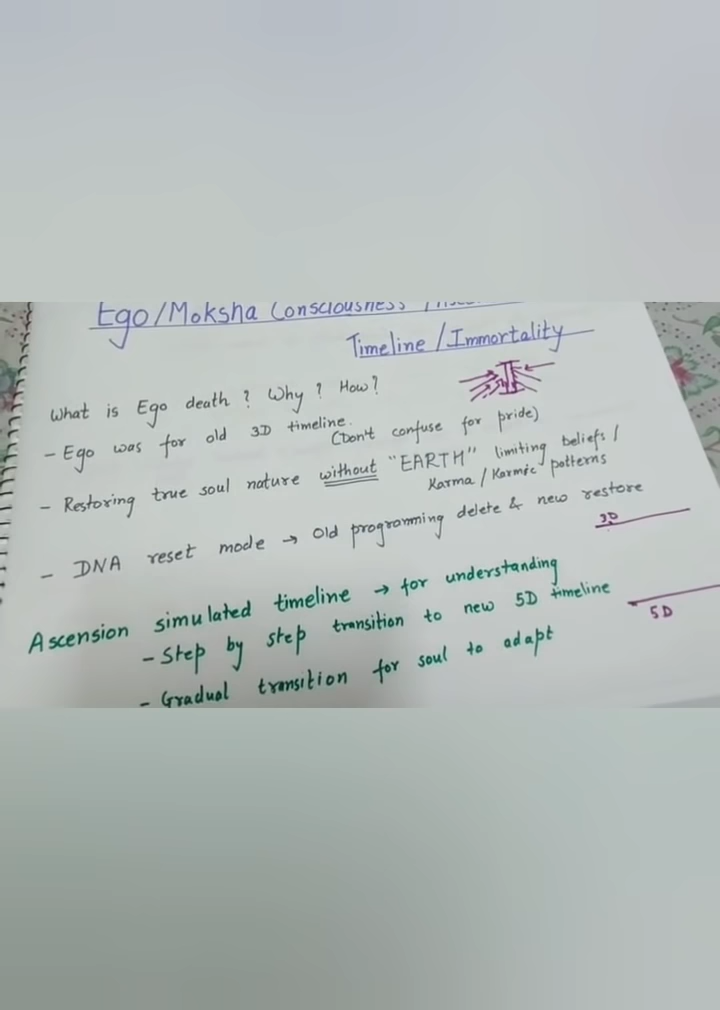 Ego/Moksha Consciousness
Timeline/Immortality
What is Ego death? Why? How?
- Ego was for old 3D timeline.
(Don't confuse for pride)
- Restoring true soul nature without "EARTH" limiting beliefs/
Karma/Karmic patterns
- DNA reset mode → Old programming delete & new restore
3D
Ascension simulated timeline → for understanding
- Step by step transition to new 5D timeline
5D
- Gradual transition for soul to adapt